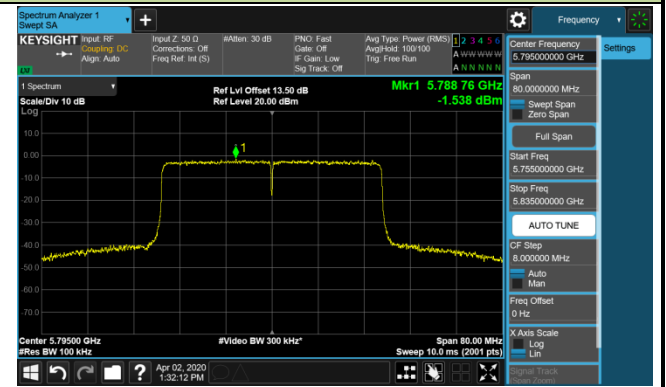 Spectrum Analyzer 1
Swept SA
+
Frequency
KEYSIGHT Input: RF
Coupling: DC
Align: Auto
Input Z: 50 Ω
Corrections: Off
Freq Ref: Int (S)
#Atten: 30 dB
PNO: Fast
Gate: Off
IF Gain: Low
Sig Track: Off
Avg Type: Power (RMS)
Avg|Hold: 100/100
Trig: Free Run
1 2 3 4 5 6
A W W W W W
A N N N N N
1 Spectrum
Scale/Div 10 dB
Log
Ref Lvl Offset 13.50 dB
Ref Level 20.00 dBm
Mkr1 5.788 76 GHz
-1.538 dBm
10.0
0.00
-10.0
-20.0
-30.0
-40.0
-50.0
-60.0
-70.0
1
Center 5.79500 GHz
#Res BW 100 kHz
#Video BW 300 kHz*
Span 80.00 MHz
Sweep 10.0 ms (2001 pts)
Apr 02, 2020
1:32:12 PM
?
Center Frequency
5.795000000 GHz
Settings
Span
80.0000000 MHz
Swept Span
Zero Span
Full Span
Start Freq
5.755000000 GHz
Stop Freq
5.835000000 GHz
AUTO TUNE
CF Step
8.000000 MHz
Auto
Man
Freq Offset
0 Hz
X Axis Scale
Log
Lin
Signal Track
(Span Zoom)